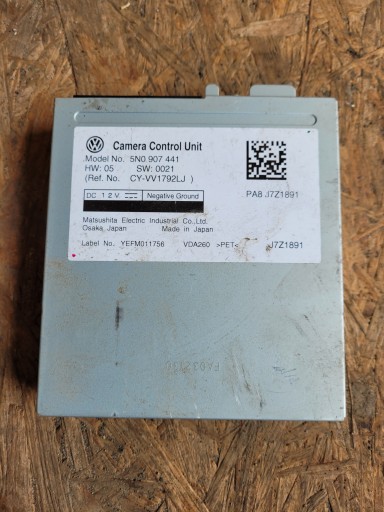 Camera Control Unit
Model No. 5N0 907 441
HW: 05 SW: 0021
(Ref. No. CY-VV1792LJ )
DC 12V Negative Ground
PA8 J7Z1891
Matsushita Electric Industrial Co.,Ltd.
Osaka, Japan Made in Japan
Label No. YEFM011756 VDA260 >PET< J7Z1891